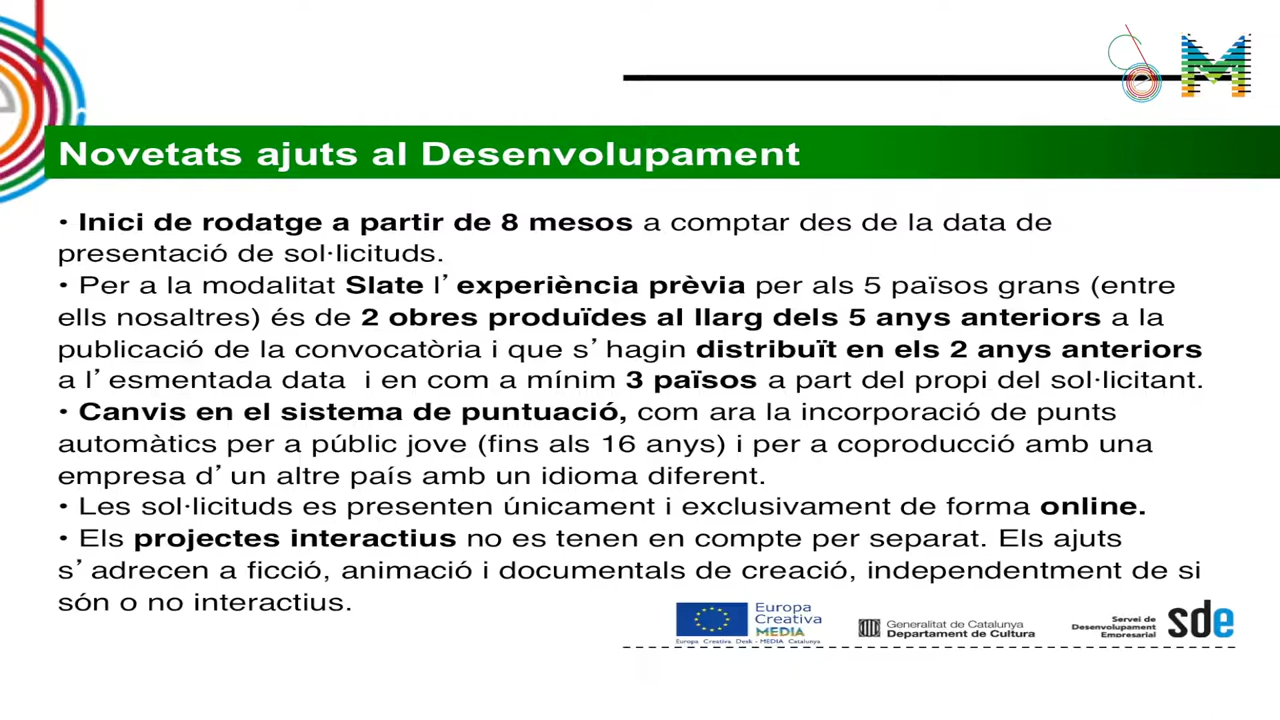 Novetats ajuts al Desenvolupament
• Inici de rodatge a partir de 8 mesos a comptar des de la data de
presentació de sol·licituds.
• Per a la modalitat Slate l’experiència prèvia per als 5 països grans (entre
ells nosaltres) és de 2 obres produïdes al llarg dels 5 anys anteriors a la
publicació de la convocatòria i que s’hagin distribuït en els 2 anys anteriors
a l’esmentada data i en com a mínim 3 països a part del propi del sol·licitant.
• Canvis en el sistema de puntuació, com ara la incorporació de punts
automàtics per a públic jove (fins als 16 anys) i per a coproducció amb una
empresa d’un altre país amb un idioma diferent.
• Les sol·licituds es presenten únicament i exclusivament de forma online.
• Els projectes interactius no es tenen en compte per separat. Els ajuts
s’adrecen a ficció, animació i documentals de creació, independentment de si
són o no interactius.
Europa
Creativa
MEDIA
Europa Creativa Desk - MEDIA Catalunya
Generalitat de Catalunya
Departament de Cultura
Servei de
Desenvolupament
Empresarial
sde
M